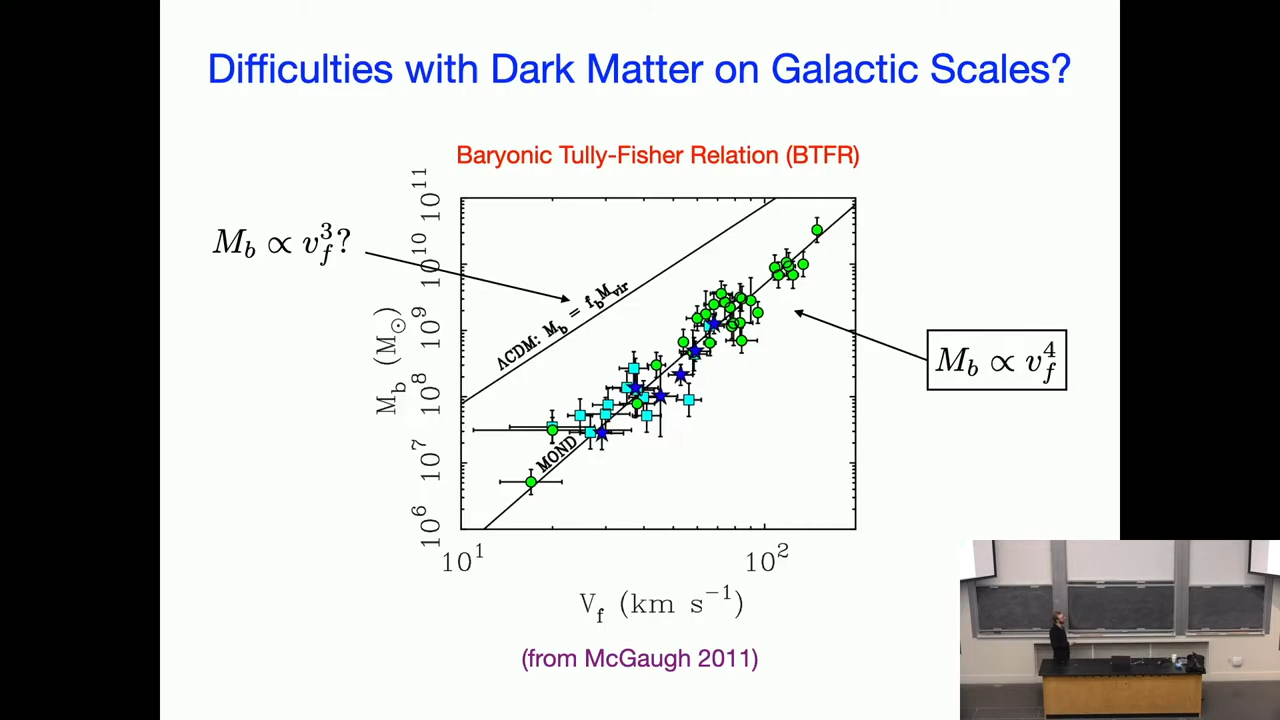 Difficulties with Dark Matter on Galactic Scales?
Baryonic Tully-Fisher Relation (BTFR)
M_b ∝ v_f^3?
ΛCDM: M_b = f_bM_vir
MOND
M_b ∝ v_f^4
M_b (M_⊙)
10^11
10^10
10^9
10^8
10^7
10^6
10^1
10^2
V_f (km s^−1)
(from McGaugh 2011)